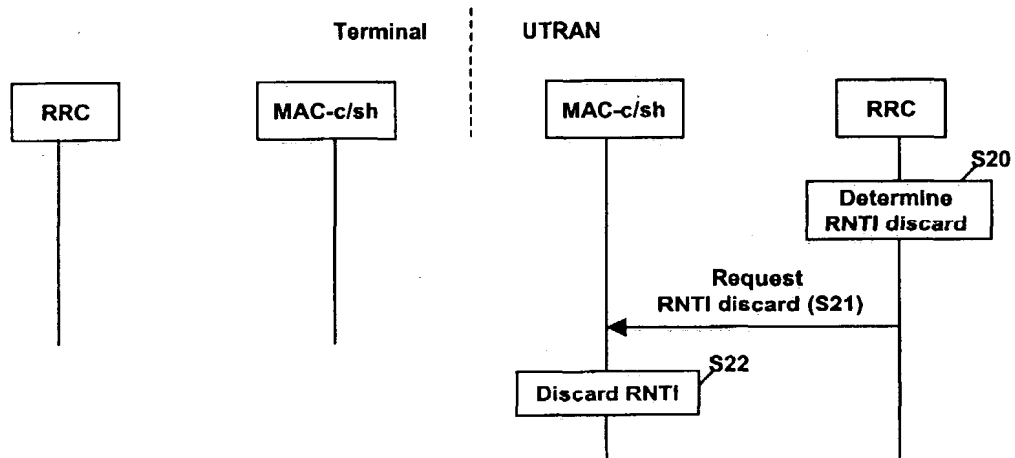 Terminal
UTRAN
RRC
MAC-c/sh
MAC-c/sh
RRC
S20
Determine
RNTI discard
Request
RNTI discard (S21)
S22
Discard RNTI